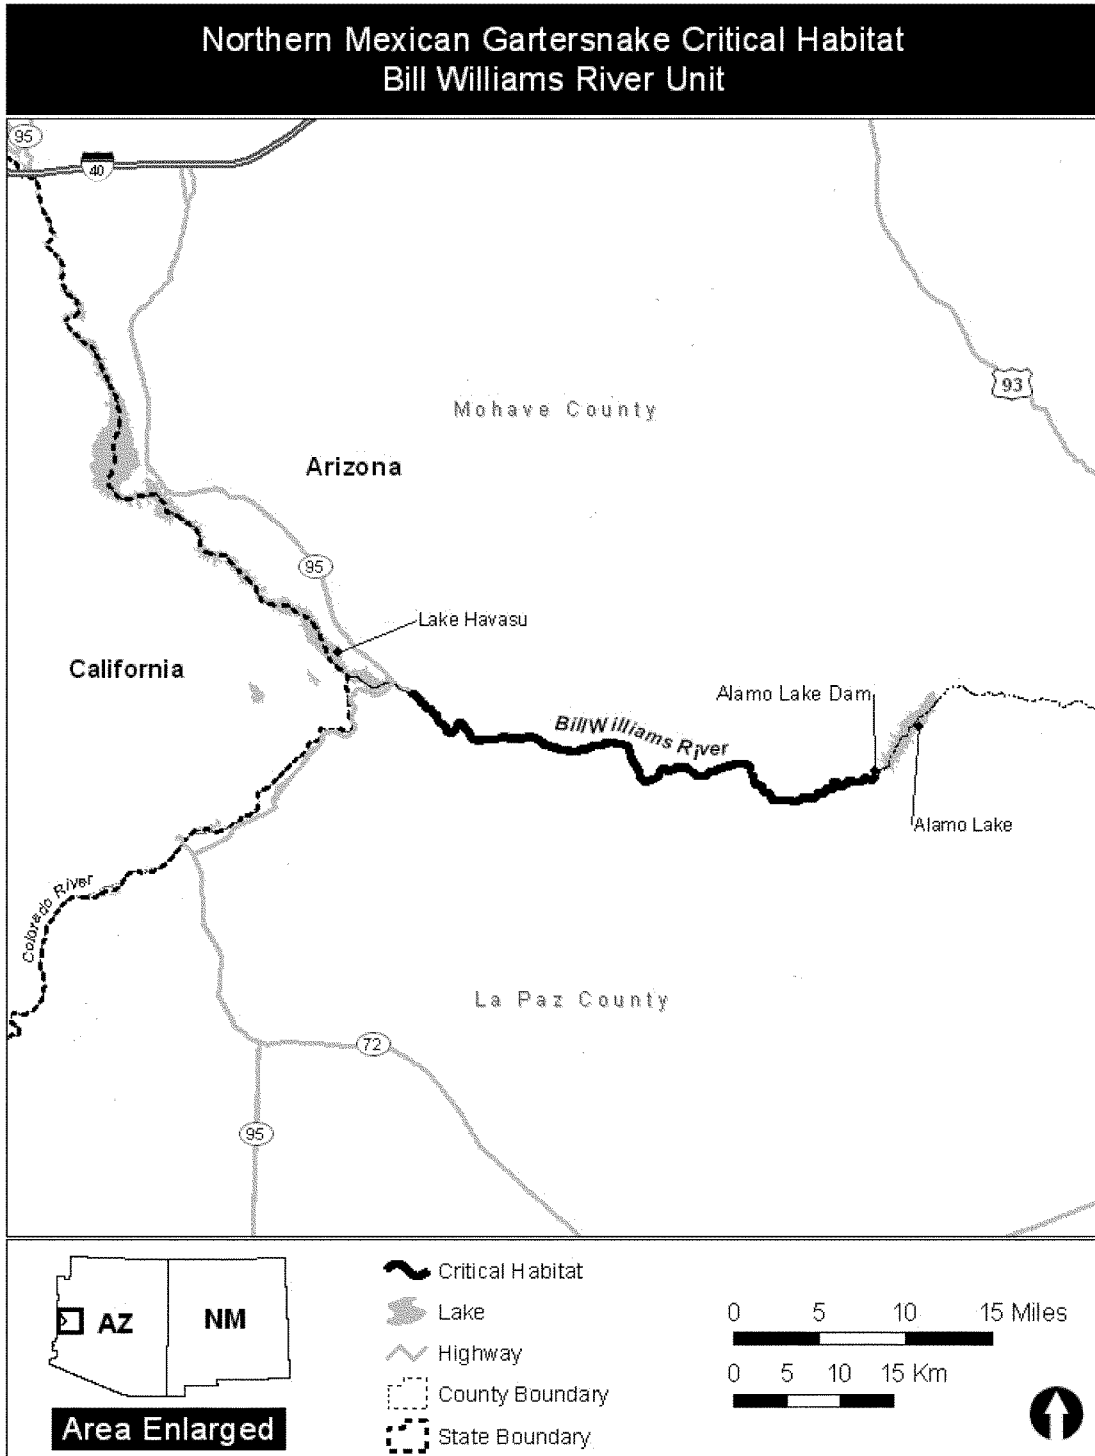 Northern Mexican Gartersnake Critical Habitat
Bill Williams River Unit
95
40
93
Mohave County
Arizona
95
Lake Havasu
California
Alamo Lake Dam
Bill Williams River
Alamo Lake
Colorado River
La Paz County
72
95
AZ
NM
Area Enlarged
Critical Habitat
Lake
Highway
County Boundary
State Boundary
0 5 10 15 Miles
0 5 10 15 Km